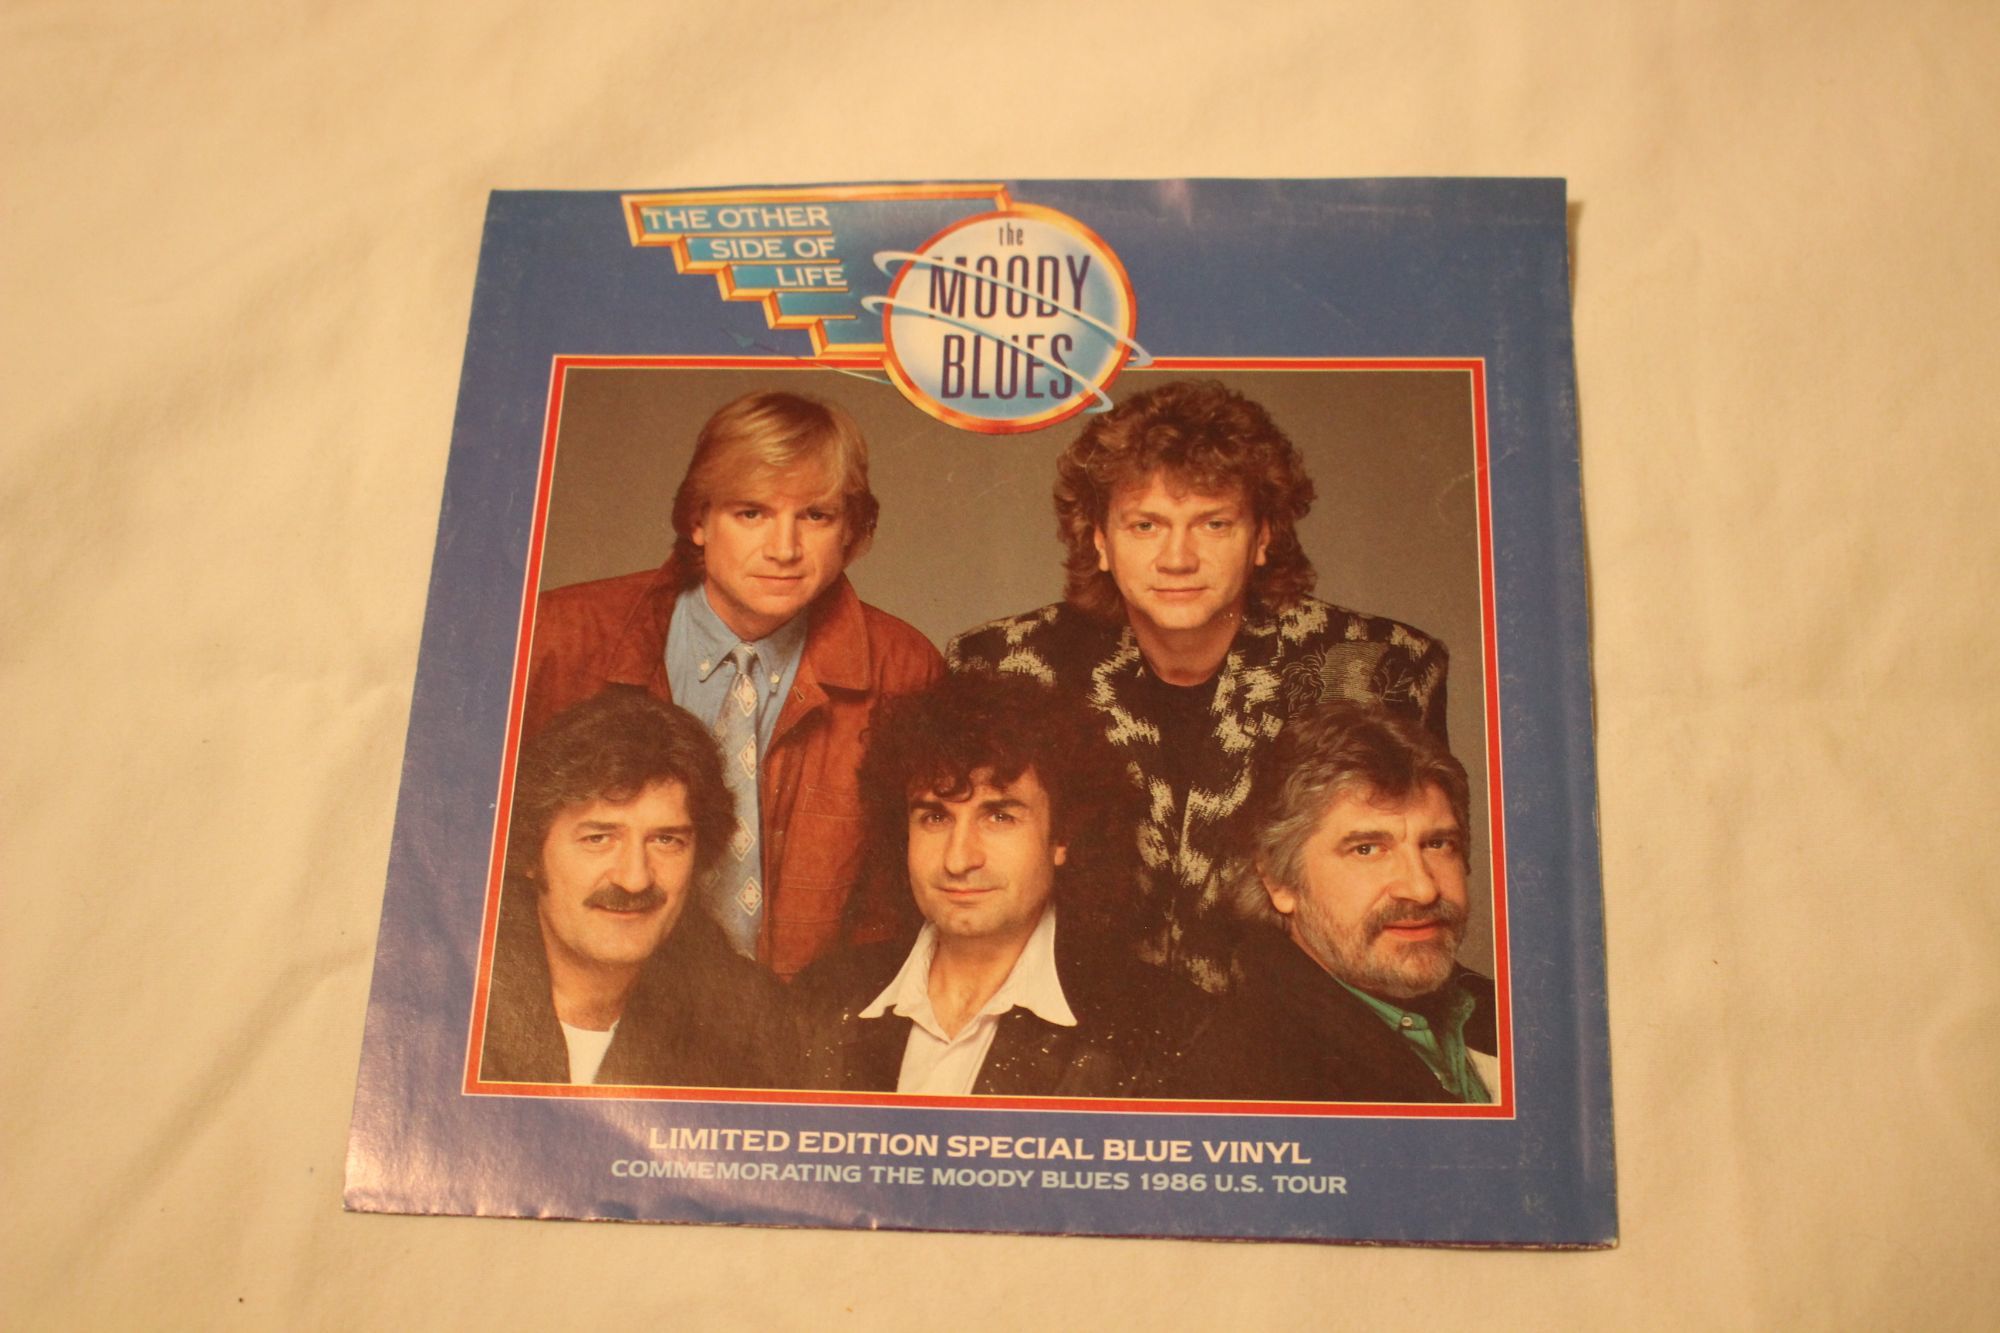 THE OTHER
SIDE OF
LIFE
the
MOODY
BLUES
LIMITED EDITION SPECIAL BLUE VINYL
COMMEMORATING THE MOODY BLUES 1986 U.S. TOUR